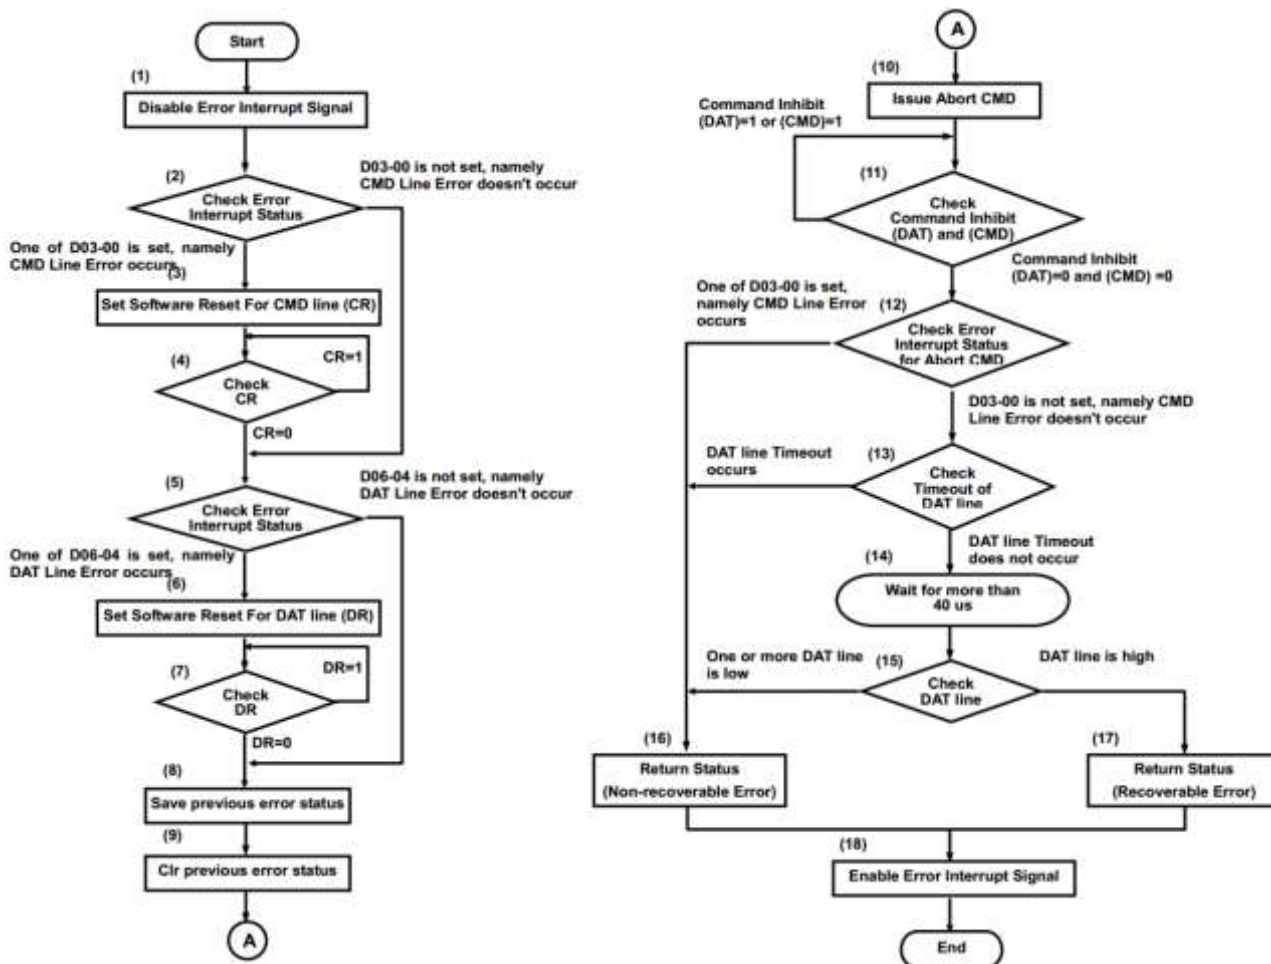 Start
(1)
Disable Error Interrupt Signal
(2)
D03-00 is not set, namely
CMD Line Error doesn't occur
Check Error
Interrupt Status
One of D03-00 is set, namely
CMD Line Error occurs
(3)
Set Software Reset For CMD line (CR)
CR=1
(4)
Check
CR
CR=0
(5)
D06-04 is not set, namely
DAT Line Error doesn't occur
Check Error
Interrupt Status
One of D06-04 is set, namely
DAT Line Error occurs
(6)
Set Software Reset For DAT line (DR)
DR=1
(7)
Check
DR
DR=0
(8)
Save previous error status
(9)
Clr previous error status
A
A
(10)
Issue Abort CMD
Command Inhibit
(DAT)=1 or (CMD)=1
(11)
Check
Command Inhibit
(DAT) and (CMD)
Command Inhibit
(DAT)=0 and (CMD) =0
One of D03-00 is set,
namely CMD Line Error
occurs
(12)
Check Error
Interrupt Status
for Abort CMD
D03-00 is not set, namely CMD
Line Error doesn't occur
DAT line Timeout
occurs
(13)
Check
Timeout of
DAT line
DAT line Timeout
does not occur
(14)
Wait for more than
40 us
One or more DAT line
is low
(15)
DAT line is high
Check
DAT line
(16)
Return Status
(Non-recoverable Error)
(17)
Return Status
(Recoverable Error)
(18)
Enable Error Interrupt Signal
End